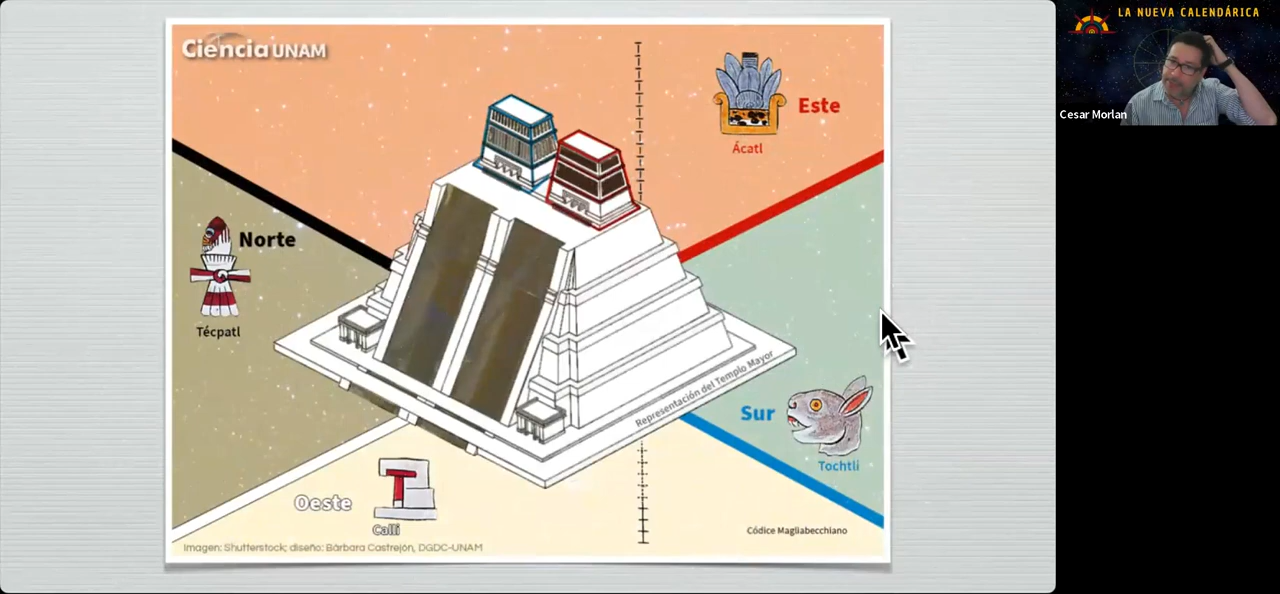 Ciencia UNAM
Este
Ácatl
Norte
Técpatl
Representación del Templo Mayor
Sur
Tochtli
Oeste
Calli
Códice Magliabecchiano
Imagen: Shutterstock; diseño: Bárbara Castrejón, DGDC-UNAM
LA NUEVA CALENDÁRICA
Cesar Morlan